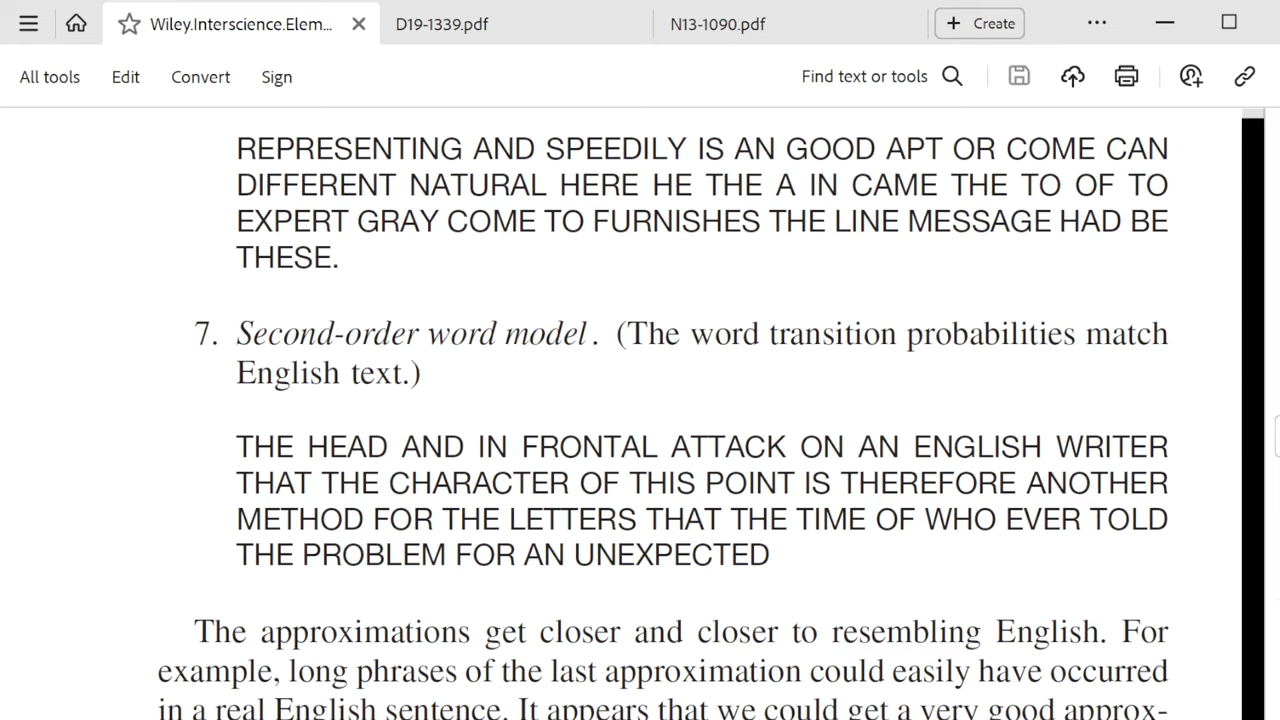 Wiley.Interscience.Elem...
D19-1339.pdf
N13-1090.pdf
+ Create
...
All tools
Edit
Convert
Sign
Find text or tools
REPRESENTING AND SPEEDILY IS AN GOOD APT OR COME CAN
DIFFERENT NATURAL HERE HE THE A IN CAME THE TO OF TO
EXPERT GRAY COME TO FURNISHES THE LINE MESSAGE HAD BE
THESE.
7. Second-order word model. (The word transition probabilities match
English text.)
THE HEAD AND IN FRONTAL ATTACK ON AN ENGLISH WRITER
THAT THE CHARACTER OF THIS POINT IS THEREFORE ANOTHER
METHOD FOR THE LETTERS THAT THE TIME OF WHO EVER TOLD
THE PROBLEM FOR AN UNEXPECTED
The approximations get closer and closer to resembling English. For
example, long phrases of the last approximation could easily have occurred
in a real English sentence. It appears that we could get a very good approx-